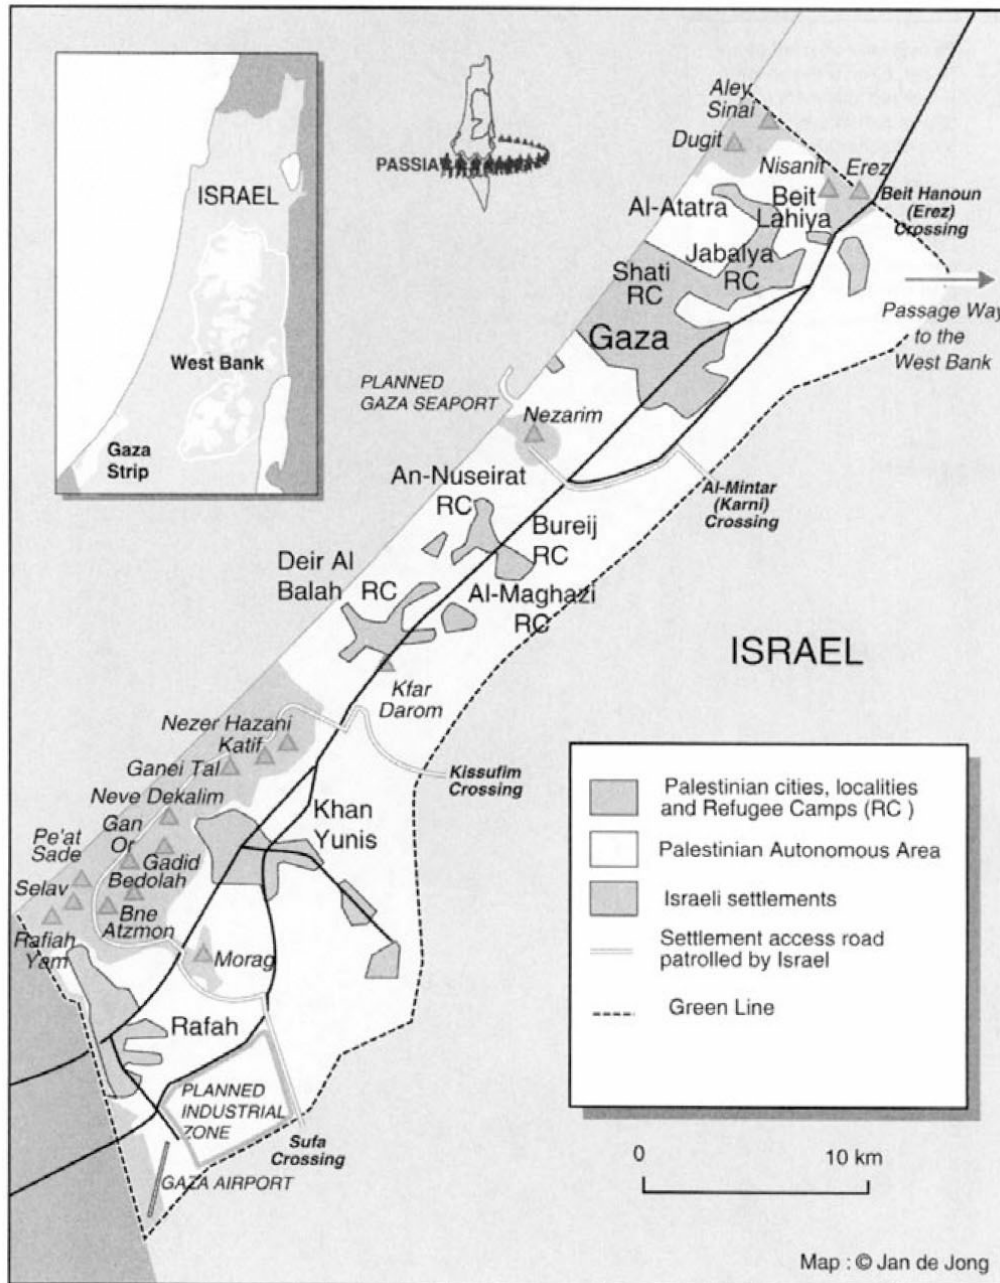 ISRAEL
West Bank
Gaza
Strip
PASSIA
Aley
Sinai
Dugit
Nisanit
Erez
Beit
Lahiya
Beit Hanoun
(Erez)
Crossing
Al-Atatra
Jabalya
RC
Shati
RC
Gaza
Passage Way
to the
West Bank
PLANNED
GAZA SEAPORT
Nezarim
An-Nuseirat
RC
Al-Mintar
(Karni)
Crossing
Bureij
RC
Deir Al
Balah RC
Al-Maghazi
RC
ISRAEL
Kfar
Darom
Nezer Hazani
Katif
Ganei Tal
Kissufim
Crossing
Neve Dekalim
Khan
Yunis
Gan
Or
Pe'at
Sade
Gadid
Bedolah
Selav
Bne
Atzmon
Rafiah
Yam
Morag
Rafah
PLANNED
INDUSTRIAL
ZONE
Sufa
Crossing
GAZA AIRPORT
Palestinian cities, localities
and Refugee Camps (RC )
Palestinian Autonomous Area
Israeli settlements
Settlement access road
patrolled by Israel
Green Line
0 10 km
Map : © Jan de Jong